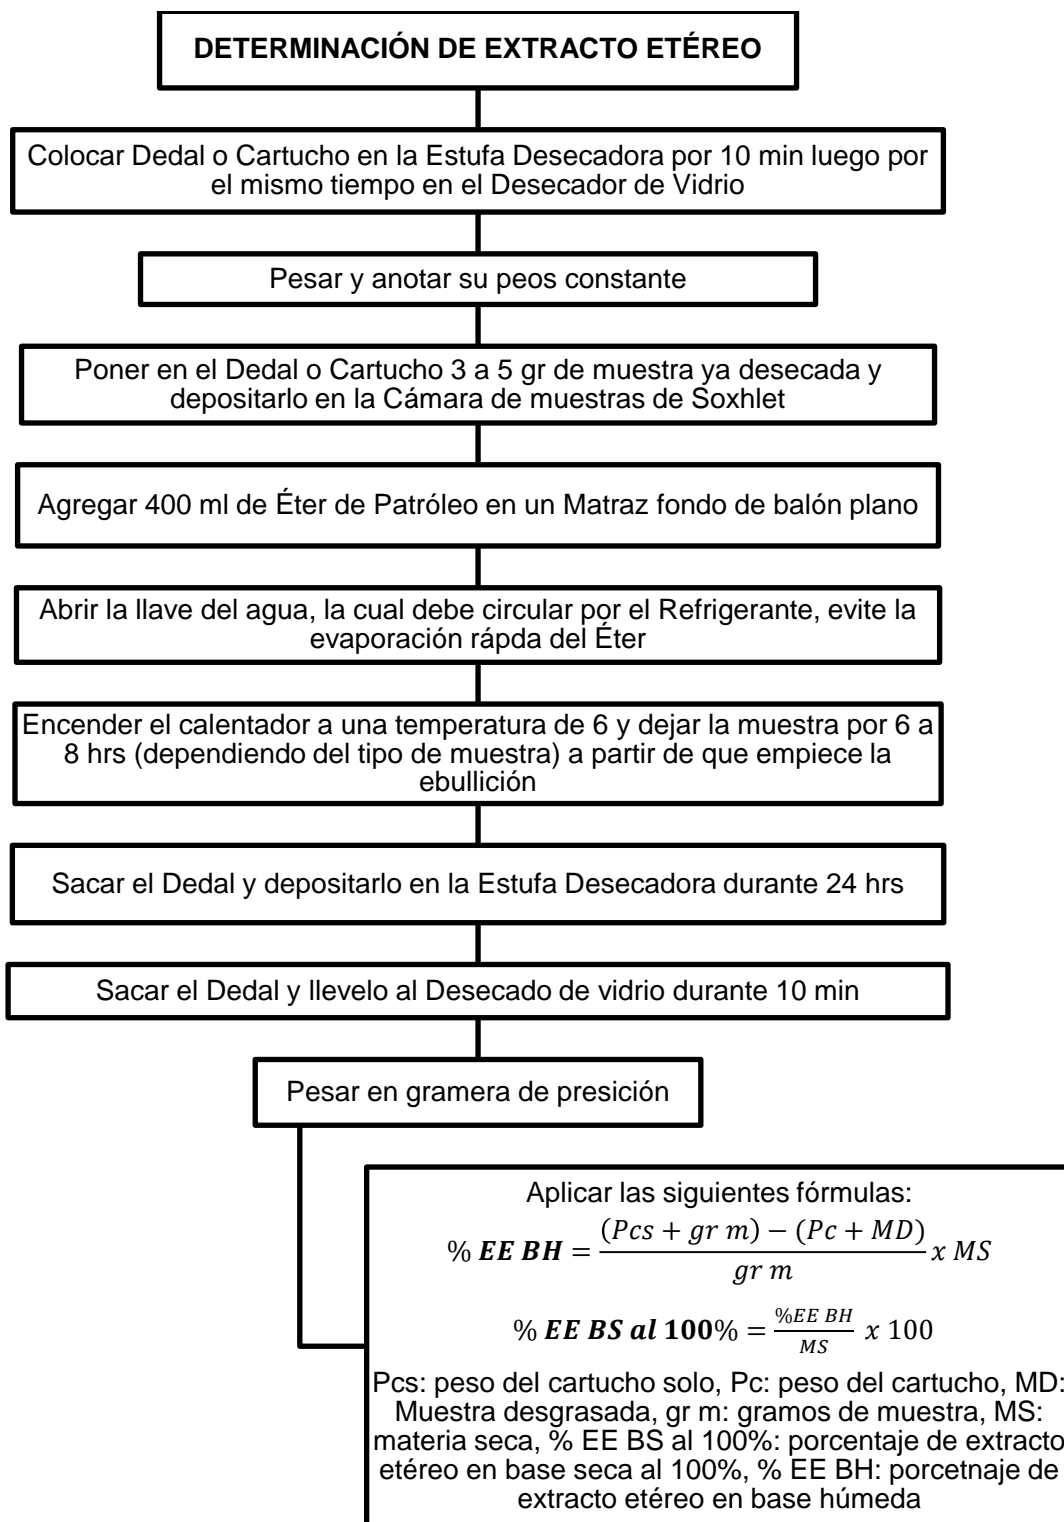 DETERMINACIÓN DE EXTRACTO ETÉREO
Colocar Dedal o Cartucho en la Estufa Desecadora por 10 min luego por
el mismo tiempo en el Desecador de Vidrio
Pesar y anotar su peos constante
Poner en el Dedal o Cartucho 3 a 5 gr de muestra ya desecada y
depositarlo en la Cámara de muestras de Soxhlet
Agregar 400 ml de Éter de Patróleo en un Matraz fondo de balón plano
Abrir la llave del agua, la cual debe circular por el Refrigerante, evite la
evaporación rápda del Éter
Encender el calentador a una temperatura de 6 y dejar la muestra por 6 a
8 hrs (dependiendo del tipo de muestra) a partir de que empiece la
ebullición
Sacar el Dedal y depositarlo en la Estufa Desecadora durante 24 hrs
Sacar el Dedal y llevelo al Desecado de vidrio durante 10 min
Pesar en gramera de presición
Aplicar las siguientes fórmulas:
% EE BH = (Pcs + gr m) − (Pc + MD) / gr m x MS
% EE BS al 100% = %EE BH / MS x 100
Pcs: peso del cartucho solo, Pc: peso del cartucho, MD:
Muestra desgrasada, gr m: gramos de muestra, MS:
materia seca, % EE BS al 100%: porcentaje de extracto
etéreo en base seca al 100%, % EE BH: porcetnaje de
extracto etéreo en base húmeda